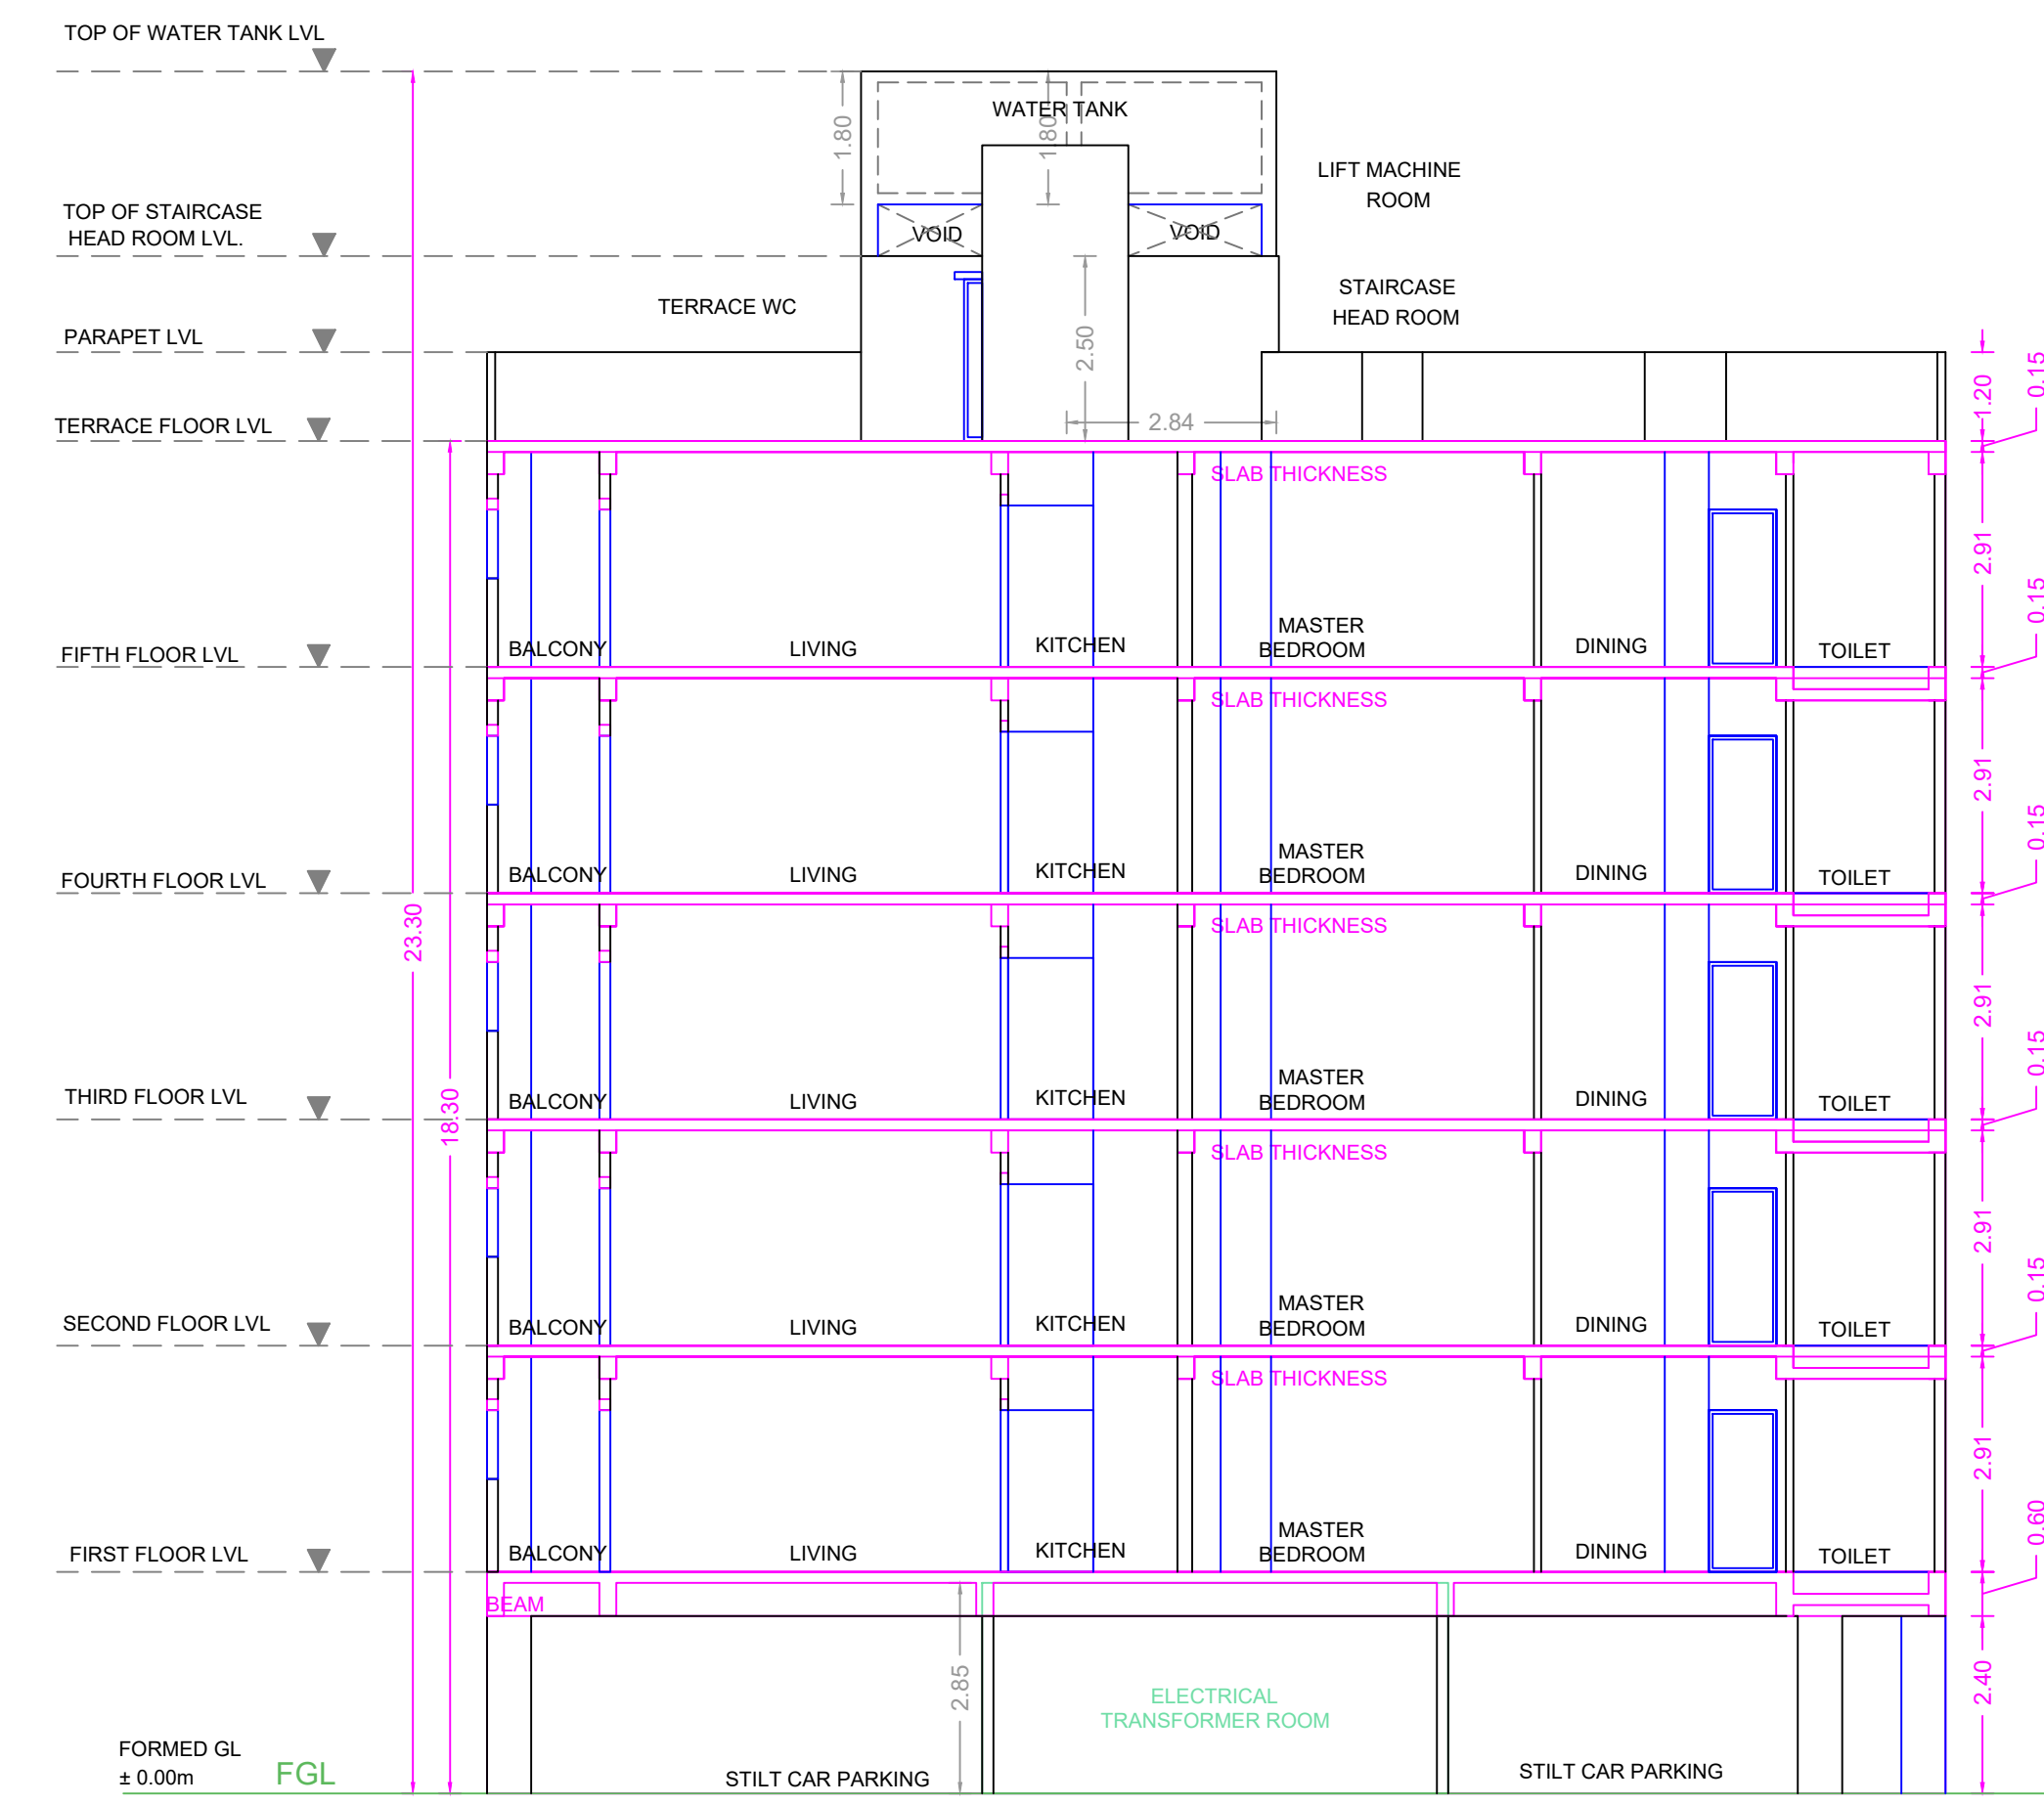 TOP OF WATER TANK LVL
WATER TANK
1.80
1.80
LIFT MACHINE
ROOM
TOP OF STAIRCASE
HEAD ROOM LVL.
VOID
VOID
TERRACE WC
STAIRCASE
HEAD ROOM
PARAPET LVL
2.50
1.20
0.15
TERRACE FLOOR LVL
2.84
SLAB THICKNESS
2.91
0.15
FIFTH FLOOR LVL
BALCONY
LIVING
KITCHEN
MASTER
BEDROOM
DINING
TOILET
SLAB THICKNESS
2.91
0.15
FOURTH FLOOR LVL
BALCONY
LIVING
KITCHEN
MASTER
BEDROOM
DINING
TOILET
23.30
SLAB THICKNESS
2.91
0.15
THIRD FLOOR LVL
18.30
BALCONY
LIVING
KITCHEN
MASTER
BEDROOM
DINING
TOILET
SLAB THICKNESS
2.91
0.15
SECOND FLOOR LVL
BALCONY
LIVING
KITCHEN
MASTER
BEDROOM
DINING
TOILET
SLAB THICKNESS
2.91
0.60
FIRST FLOOR LVL
BALCONY
LIVING
KITCHEN
MASTER
BEDROOM
DINING
TOILET
BEAM
2.85
2.40
ELECTRICAL
TRANSFORMER ROOM
FORMED GL
± 0.00m
FGL
STILT CAR PARKING
STILT CAR PARKING